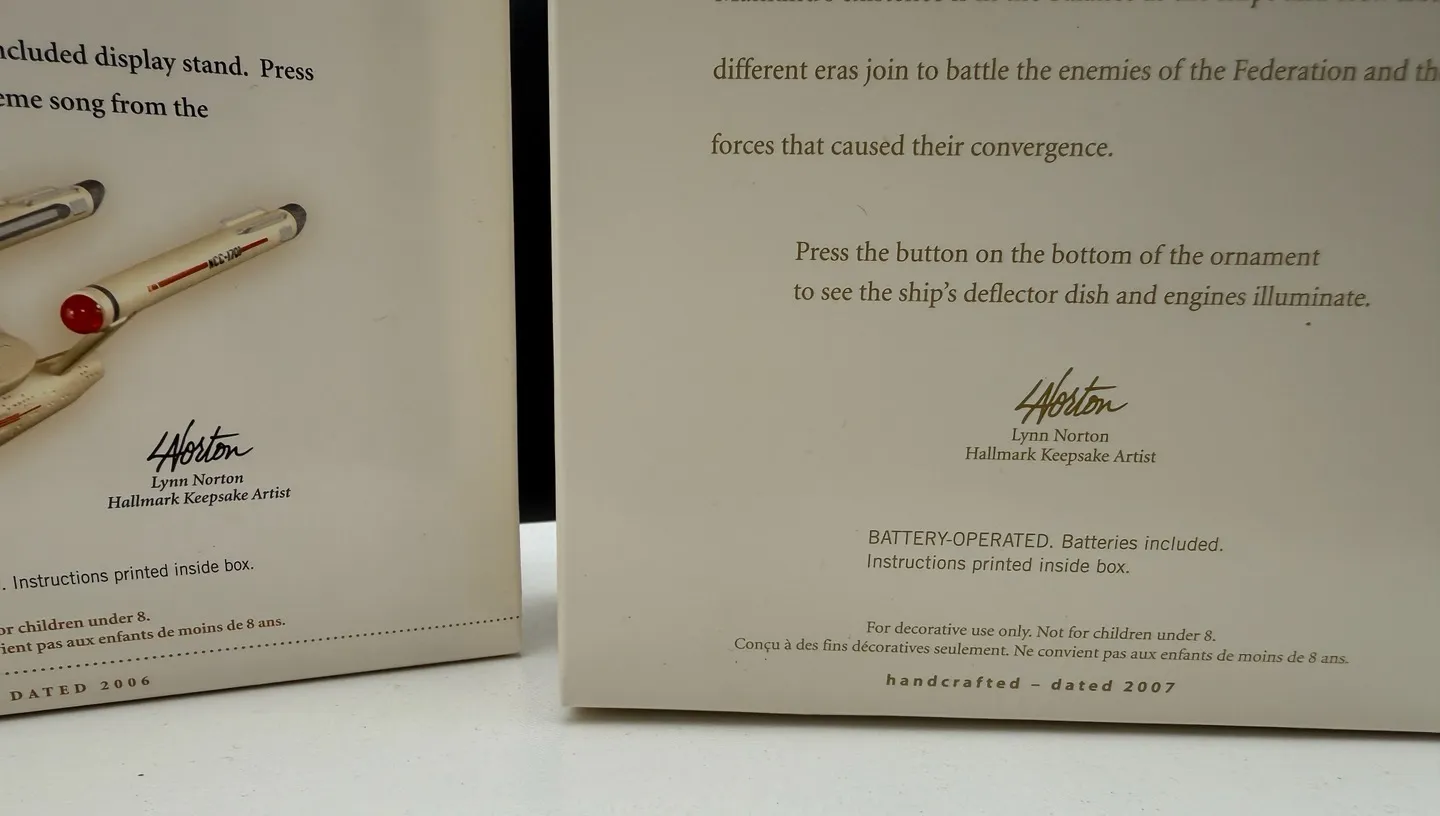 ncluded display stand. Press
eme song from the
NCC-1701
LNorton
Lynn Norton
Hallmark Keepsake Artist
. Instructions printed inside box.
or children under 8.
ient pas aux enfants de moins de 8 ans.
DATED 2006
different eras join to battle the enemies of the Federation and th
forces that caused their convergence.
Press the button on the bottom of the ornament
to see the ship's deflector dish and engines illuminate.
LNorton
Lynn Norton
Hallmark Keepsake Artist
BATTERY-OPERATED. Batteries included.
Instructions printed inside box.
For decorative use only. Not for children under 8.
Conçu à des fins décoratives seulement. Ne convient pas aux enfants de moins de 8 ans.
handcrafted – dated 2007